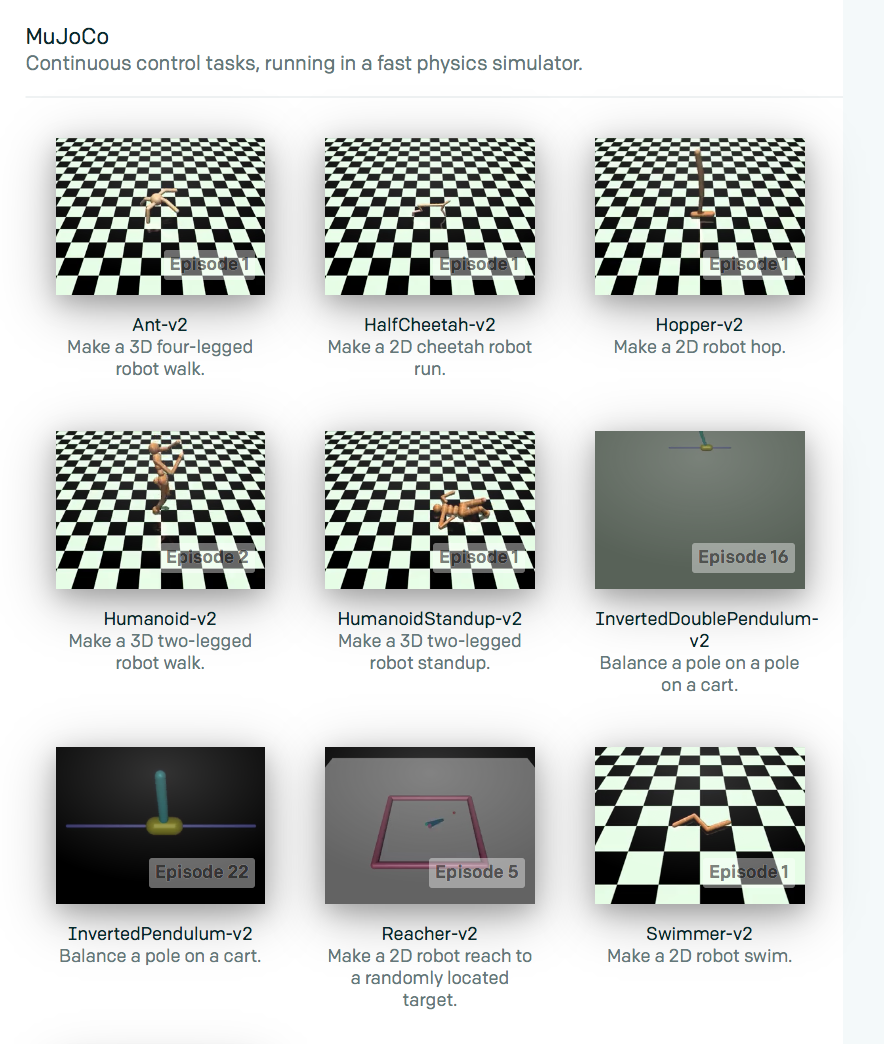 MuJoCo
Continuous control tasks, running in a fast physics simulator.
Episode 1
Ant-v2
Make a 3D four-legged
robot walk.
Episode 1
HalfCheetah-v2
Make a 2D cheetah robot
run.
Episode 1
Hopper-v2
Make a 2D robot hop.
Episode 2
Humanoid-v2
Make a 3D two-legged
robot walk.
Episode 1
HumanoidStandup-v2
Make a 3D two-legged
robot standup.
Episode 16
InvertedDoublePendulum-
v2
Balance a pole on a pole
on a cart.
Episode 22
InvertedPendulum-v2
Balance a pole on a cart.
Episode 5
Reacher-v2
Make a 2D robot reach to
a randomly located
target.
Episode 1
Swimmer-v2
Make a 2D robot swim.